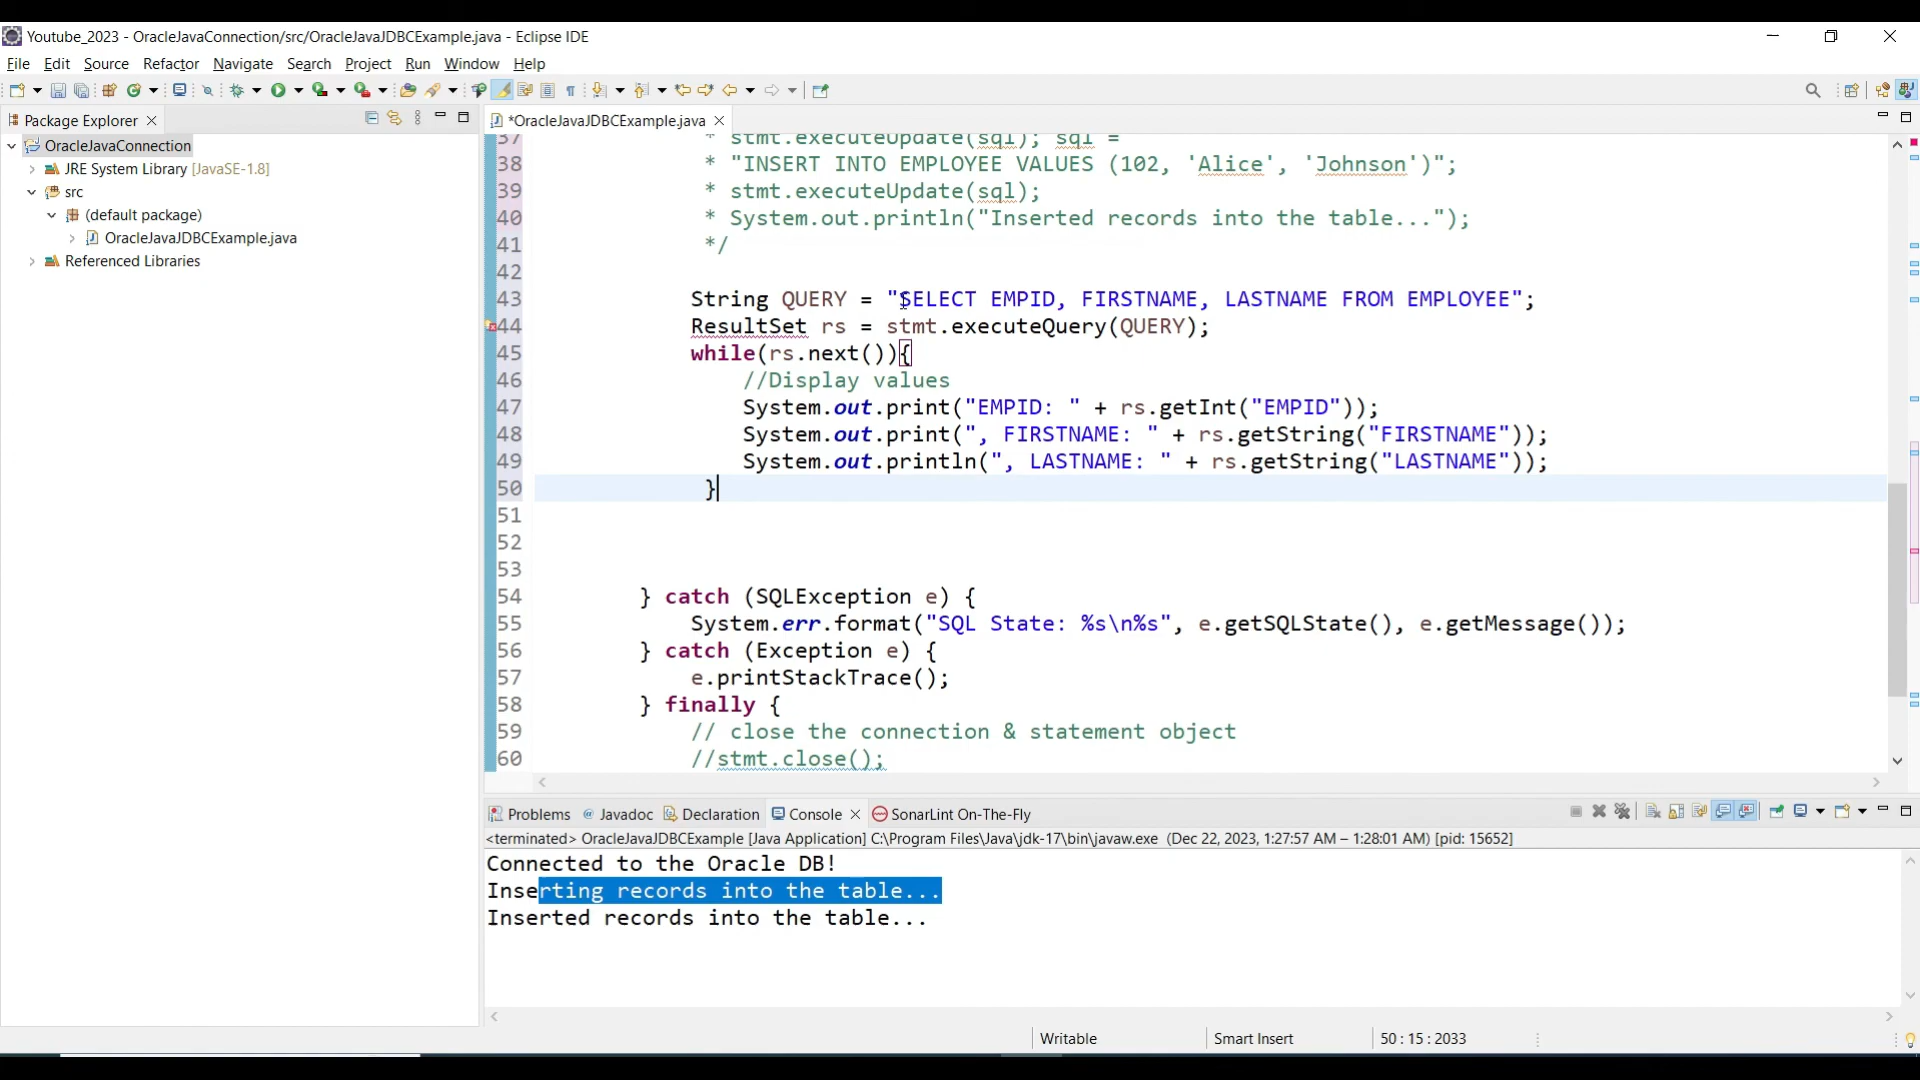 Youtube_2023 - OracleJavaConnection/src/OracleJavaJDBCExample.java - Eclipse IDE
File Edit Source Refactor Navigate Search Project Run Window Help
Package Explorer
OracleJavaConnection
JRE System Library [JavaSE-1.8]
src
(default package)
OracleJavaJDBCExample.java
Referenced Libraries
*OracleJavaJDBCExample.java
37 * stmt.executeUpdate(sql); sql =
38 * "INSERT INTO EMPLOYEE VALUES (102, 'Alice', 'Johnson')";
39 * stmt.executeUpdate(sql);
40 * System.out.println("Inserted records into the table...");
41 */
42
43 String QUERY = "SELECT EMPID, FIRSTNAME, LASTNAME FROM EMPLOYEE";
44 ResultSet rs = stmt.executeQuery(QUERY);
45 while(rs.next()){
46 //Display values
47 System.out.print("EMPID: " + rs.getInt("EMPID"));
48 System.out.print(", FIRSTNAME: " + rs.getString("FIRSTNAME"));
49 System.out.println(", LASTNAME: " + rs.getString("LASTNAME"));
50 }
51
52
53
54 } catch (SQLException e) {
55 System.err.format("SQL State: %s\n%s", e.getSQLState(), e.getMessage());
56 } catch (Exception e) {
57 e.printStackTrace();
58 } finally {
59 // close the connection & statement object
60 //stmt.close();
Problems Javadoc Declaration Console SonarLint On-The-Fly
<terminated> OracleJavaJDBCExample [Java Application] C:\Program Files\Java\jdk-17\bin\javaw.exe (Dec 22, 2023, 1:27:57 AM – 1:28:01 AM) [pid: 15652]
Connected to the Oracle DB!
Inserting records into the table...
Inserted records into the table...
Writable Smart Insert 50 : 15 : 2033